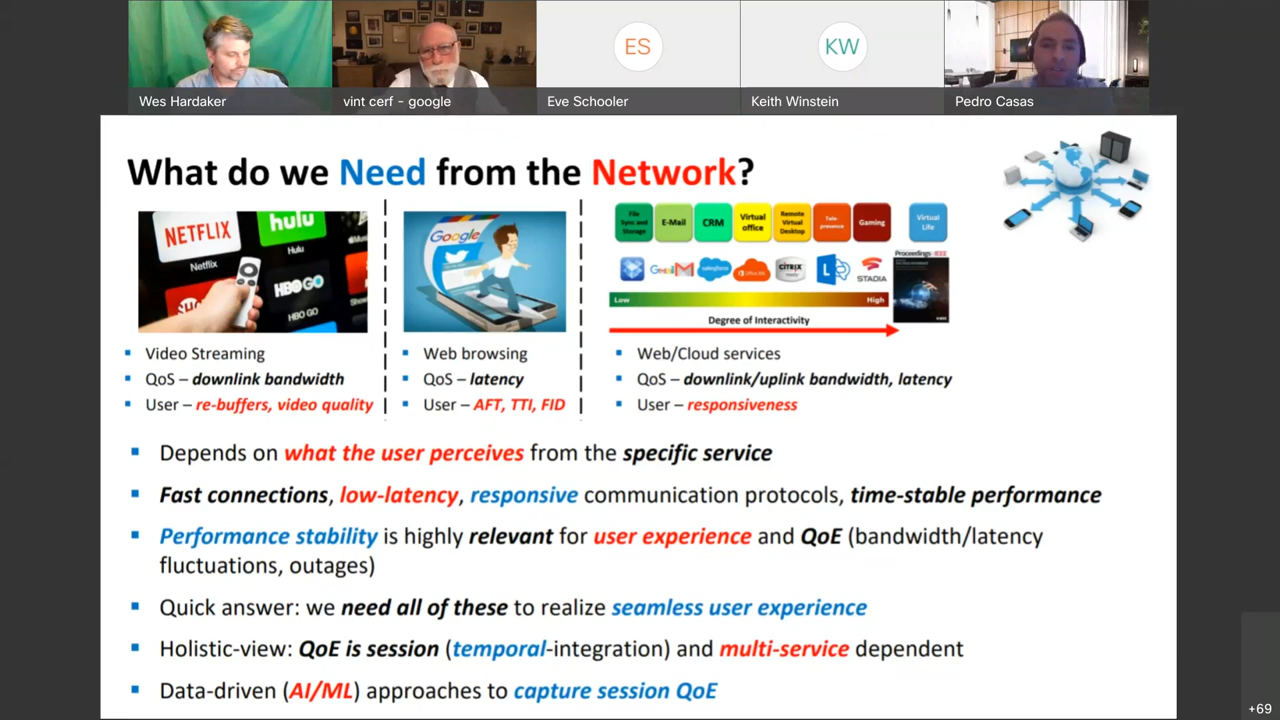 ES
KW
Wes Hardaker
vint cerf - google
Eve Schooler
Keith Winstein
Pedro Casas
What do we Need from the Network?
NETFLIX
Netflix
hulu
Hulu
HBO GO
HBO GO
Google
File Sync and Storage
E-Mail
CRM
Virtual office
Remote Virtual Desktop
Tele-presence
Gaming
Virtual Life
Gmail
salesforce
Office 365
CITRIX
STADIA
Proceedings
IEEE
Low
High
Degree of Interactivity
▪ Video Streaming
▪ QoS – downlink bandwidth
▪ User – re-buffers, video quality
▪ Web browsing
▪ QoS – latency
▪ User – AFT, TTI, FID
▪ Web/Cloud services
▪ QoS – downlink/uplink bandwidth, latency
▪ User – responsiveness
▪ Depends on what the user perceives from the specific service
▪ Fast connections, low-latency, responsive communication protocols, time-stable performance
▪ Performance stability is highly relevant for user experience and QoE (bandwidth/latency
fluctuations, outages)
▪ Quick answer: we need all of these to realize seamless user experience
▪ Holistic-view: QoE is session (temporal-integration) and multi-service dependent
▪ Data-driven (AI/ML) approaches to capture session QoE
+69